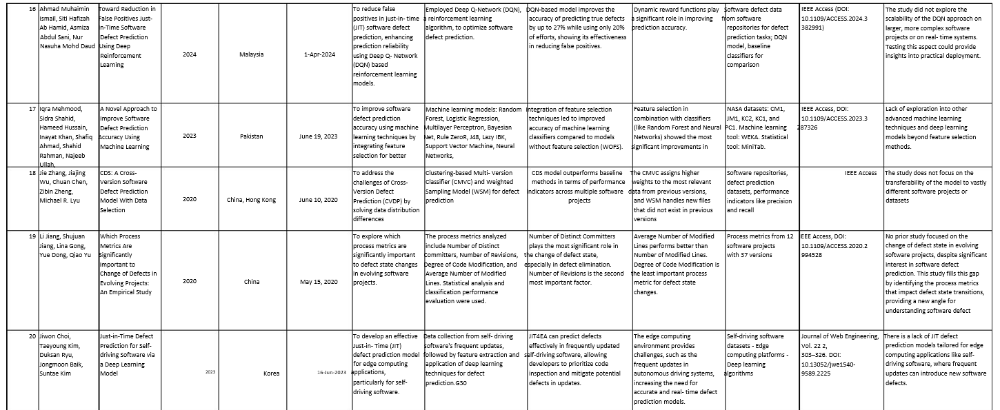 16
Ahmad Muhaimin
Ismail, Siti Hafizah
Ab Hamid, Asmiza
Abdul Sani, Nur
Nasuha Mohd Daud
Toward Reduction in
False Positives Just-
In-Time Software
Defect Prediction
Using Deep
Reinforcement
Learning
2024
Malaysia
1-Apr-2024
To reduce false
positives in just-in- time
(JIT) software defect
prediction, enhancing
prediction reliability
using Deep Q- Network
(DQN) based
reinforcement learning
models.
Employed Deep Q-Network (DQN),
a reinforcement learning
algorithm, to optimize software
defect prediction.
DQN-based model improves the
accuracy of predicting true defects
by up to 27% while using only 20%
of efforts, showing its effectiveness
in reducing false positives.
Dynamic reward functions play
a significant role in improving
prediction accuracy.
Software defect data
from software
repositories for defect
prediction tasks; DQN
model, baseline
classifiers for
comparison
IEEE Access (DOI:
10.1109/ACCESS.2024.3
382991)
The study did not explore the
scalability of the DQN approach on
larger, more complex software
projects or on real- time systems.
Testing this aspect could provide
insights into practical deployment.
17
Iqra Mehmood,
Sidra Shahid,
Hameed Hussain,
Inayat Khan, Shafiq
Ahmad, Shahid
Rahman, Najeeb
Ullah,
A Novel Approach to
Improve Software
Defect Prediction
Accuracy Using
Machine Learning
2023
Pakistan
June 19, 2023
To improve software
defect prediction
accuracy using machine
learning techniques by
integrating feature
selection for better
Machine learning models: Random
Forest, Logistic Regression,
Multilayer Perceptron, Bayesian
Net, Rule ZeroR, J48, Lazy IBK,
Support Vector Machine, Neural
Networks,
Integration of feature selection
techniques led to improved
accuracy of machine learning
classifiers compared to models
without feature selection (WOFS).
Feature selection in
combination with classifiers
(like Random Forest and Neural
Networks) showed the most
significant improvements in
NASA datasets: CM1,
JM1, KC2, KC1, and
PC1. Machine learning
tool: WEKA. Statistical
tool: MiniTab.
IEEE Access, DOI:
10.1109/ACCESS.2023.3
287326
Lack of exploration into other
advanced machine learning
techniques and deep learning
models beyond feature selection
methods.
18
Jie Zhang, Jiajing
Wu, Chuan Chen,
Zibin Zheng,
Michael R. Lyu
CDS: A Cross-
Version Software
Defect Prediction
Model With Data
Selection
2020
China, Hong Kong
June 10, 2020
To address the
challenges of Cross-
Version Defect
Prediction (CVDP) by
solving data distribution
differences
Clustering-based Multi- Version
Classifier (CMVC) and Weighted
Sampling Model (WSM) for defect
prediction
CDS model outperforms baseline
methods in terms of performance
indicators across multiple software
projects
The CMVC assigns higher
weights to the most relevant
data from previous versions,
and WSM handles new files
that did not exist in previous
versions
Software repositories,
defect prediction
datasets, performance
indicators like precision
and recall
IEEE Access
The study does not focus on the
transferability of the model to vastly
different software projects or
datasets
19
Li Jiang, Shujuan
Jiang, Lina Gong,
Yue Dong, Qiao Yu
Which Process
Metrics Are
Significantly
Important to
Change of Defects in
Evolving Projects:
An Empirical Study
2020
China
May 15, 2020
To explore which
process metrics are
significantly important
to defect state changes
in evolving software
projects.
The process metrics analyzed
include Number of Distinct
Committers, Number of Revisions,
Degree of Code Modification, and
Average Number of Modified
Lines. Statistical analysis and
classification performance
evaluation were used.
Number of Distinct Committers
plays the most significant role in
the change of defect state,
especially in defect elimination.
Number of Revisions is the second
most important factor.
Average Number of Modified
Lines performs better than
Number of Modified Lines.
Degree of Code Modification is
the least important process
metric for defect state
changes.
Process metrics from 12
software projects
with 37 versions
IEEE Access, DOI:
10.1109/ACCESS.2020.2
994528
No prior study focused on the
change of defect state in evolving
software projects, despite significant
interest in software defect
prediction. This study fills this gap
by identifying the process metrics
that impact defect state transitions,
providing a new angle for
understanding software defect
20
Jiwon Choi,
Taeyoung Kim,
Duksan Ryu,
Jongmoon Baik,
Suntae Kim
Just-in-Time Defect
Prediction for Self-
driving Software via
a Deep Learning
Model
2023
Korea
16-Jun-2023
To develop an effective
Just-in- Time (JIT)
defect prediction model
for edge computing
applications,
particularly for self-
driving software.
Data collection from self- driving
software's frequent updates,
followed by feature extraction and
application of deep learning
techniques for defect
prediction.G30
JIT4EA can predict defects
effectively in frequently updated
self-driving software, allowing
developers to prioritize code
inspection and mitigate potential
defects in updates.
The edge computing
environment provides
challenges, such as the
frequent updates in
autonomous driving systems,
increasing the need for
accurate and real- time defect
prediction models.
Self-driving software
datasets - Edge
computing platforms -
Deep learning
algorithms
Journal of Web Engineering,
Vol. 22 2,
303–326. DOI:
10.13052/jwe1540-
9589.2225
There is a lack of JIT defect
prediction models tailored for edge
computing applications like self-
driving software, where frequent
updates can introduce new software
defects.